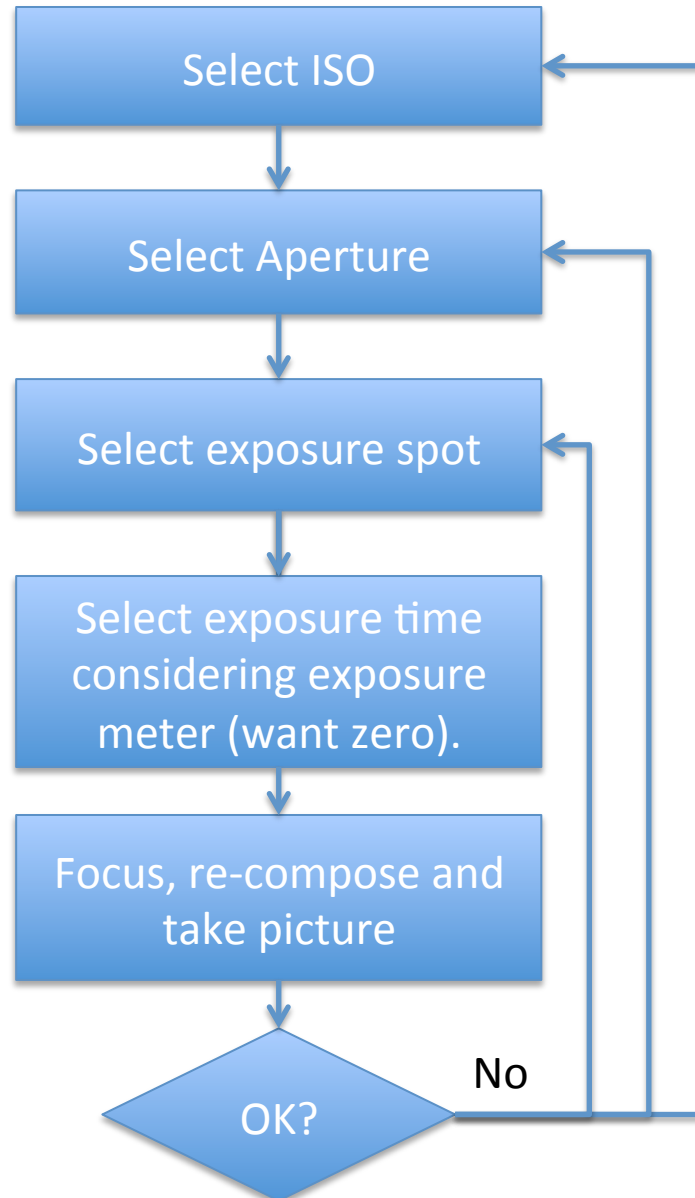 Select ISO
Select Aperture
Select exposure spot
Select exposure time
considering exposure
meter (want zero).
Focus, re-compose and
take picture
No
OK?